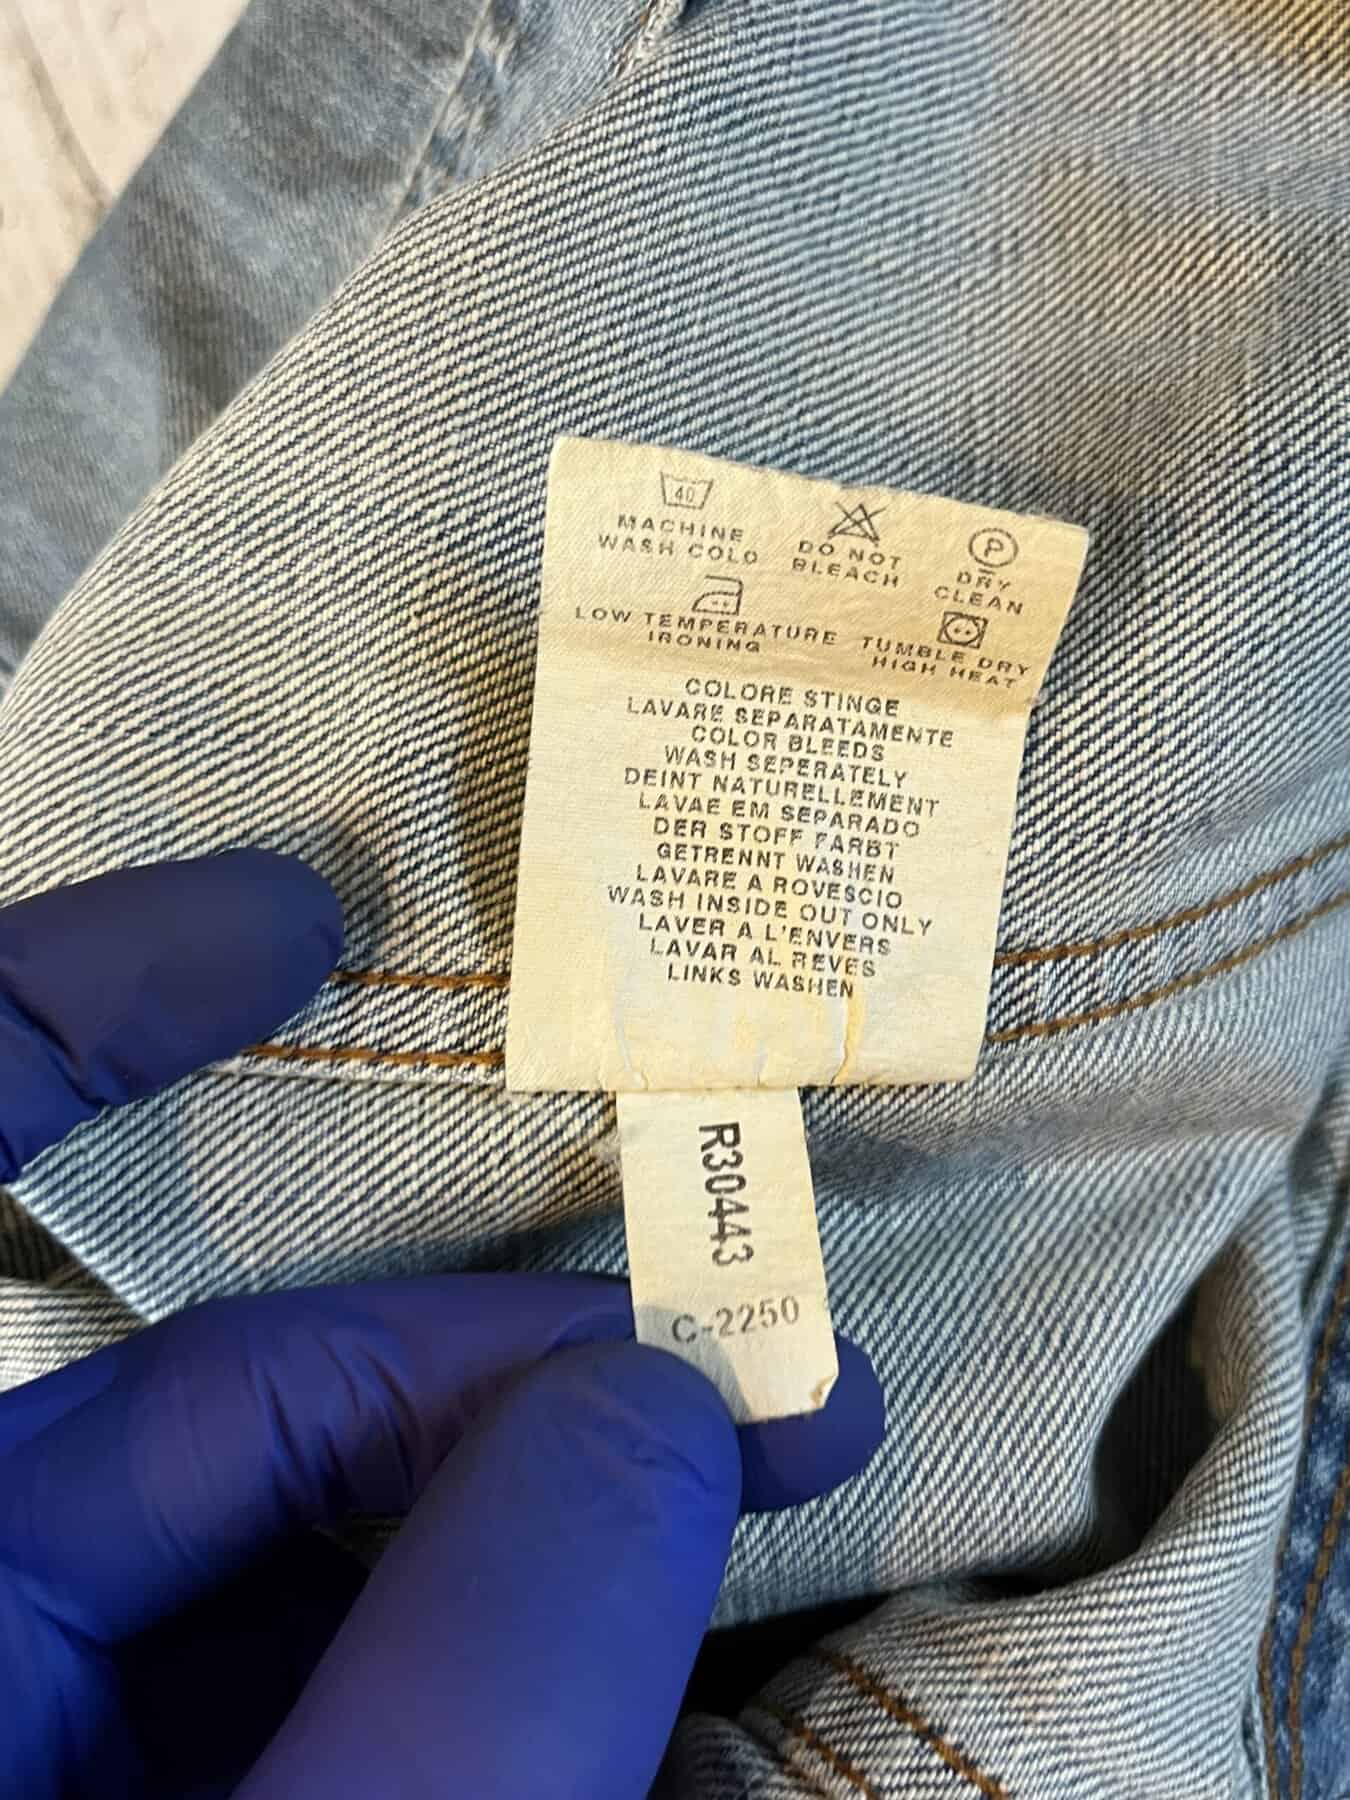 40
MACHINE
WASH COLD
DO NOT
BLEACH
P
DRY
CLEAN
LOW TEMPERATURE
IRONING
TUMBLE DRY
HIGH HEAT
COLORE STINGE
LAVARE SEPARATAMENTE
COLOR BLEEDS
WASH SEPERATELY
DEINT NATURELLEMENT
LAVAE EM SEPARADO
DER STOFF FARBT
GETRENNT WASHEN
LAVARE A ROVESCIO
WASH INSIDE OUT ONLY
LAVER A L'ENVERS
LAVAR AL REVES
LINKS WASHEN
R30443
C-2250